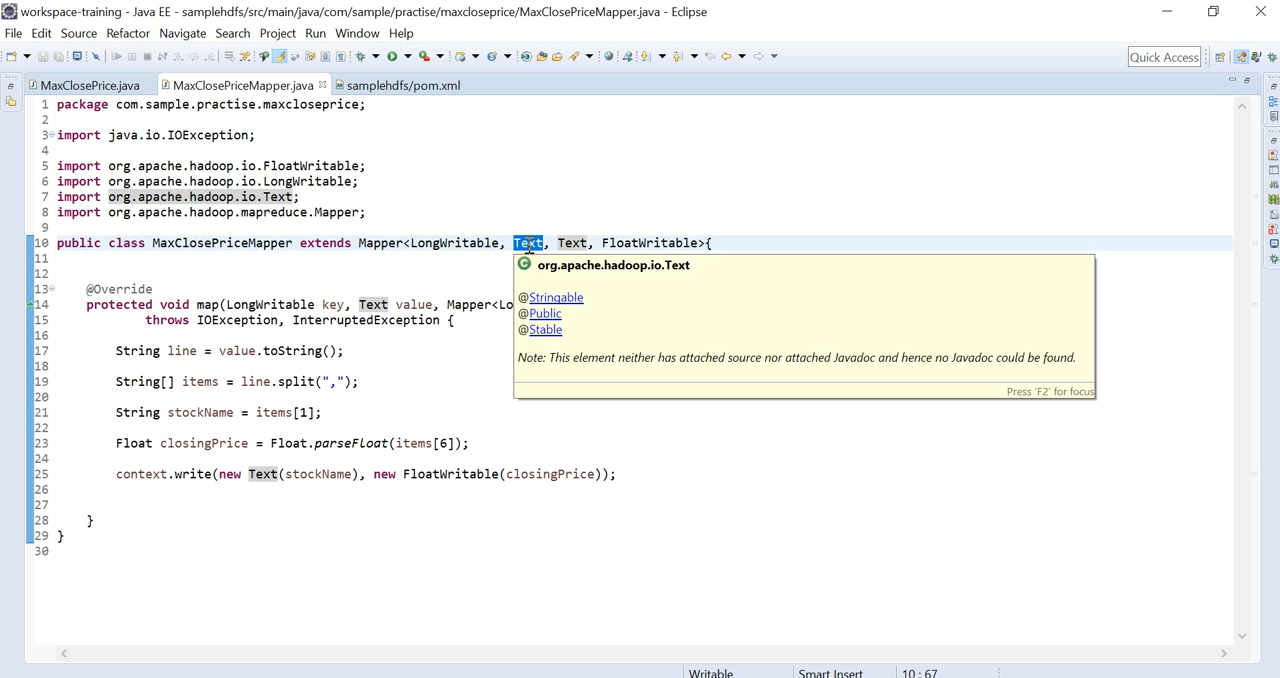 workspace-training - Java EE - samplehdfs/src/main/java/com/sample/practise/maxcloseprice/MaxClosePriceMapper.java - Eclipse
File Edit Source Refactor Navigate Search Project Run Window Help
Quick Access
MaxClosePrice.java MaxClosePriceMapper.java samplehdfs/pom.xml
1 package com.sample.practise.maxcloseprice;
2
3 import java.io.IOException;
4
5 import org.apache.hadoop.io.FloatWritable;
6 import org.apache.hadoop.io.LongWritable;
7 import org.apache.hadoop.io.Text;
8 import org.apache.hadoop.mapreduce.Mapper;
9
10 public class MaxClosePriceMapper extends Mapper<LongWritable, Text, Text, FloatWritable>{
11
12
13 @Override
14 protected void map(LongWritable key, Text value, Mapper<Lo
15 throws IOException, InterruptedException {
16
17 String line = value.toString();
18
19 String[] items = line.split(",");
20
21 String stockName = items[1];
22
23 Float closingPrice = Float.parseFloat(items[6]);
24
25 context.write(new Text(stockName), new FloatWritable(closingPrice));
26
27
28 }
29 }
30
org.apache.hadoop.io.Text
@Stringable
@Public
@Stable
Note: This element neither has attached source nor attached Javadoc and hence no Javadoc could be found.
Press 'F2' for focus
Writable Smart Insert 10 : 67